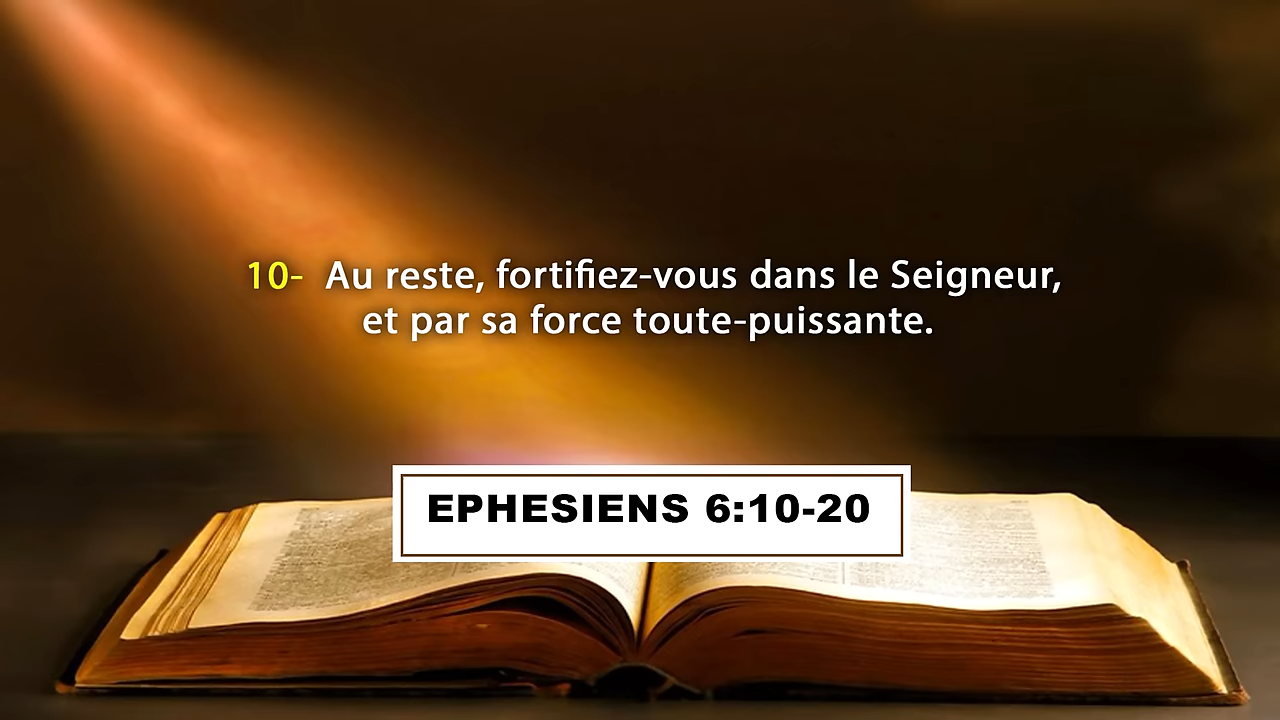 10- Au reste, fortifiez-vous dans le Seigneur,
et par sa force toute-puissante.
EPHESIENS 6:10-20